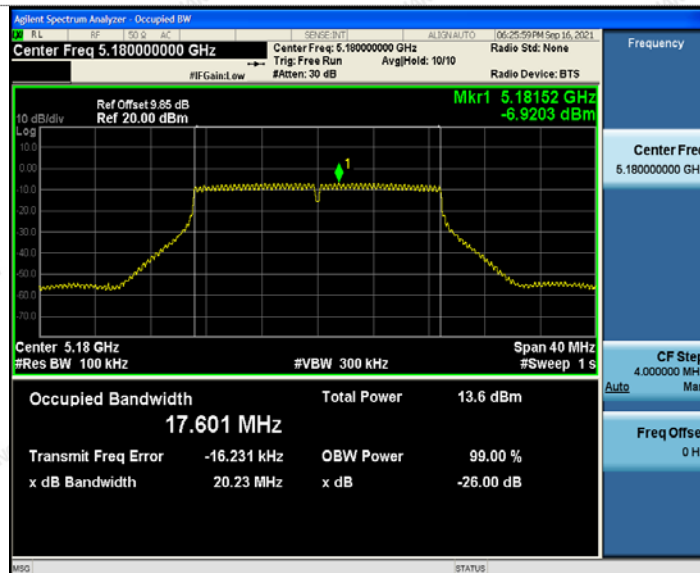 Agilent Spectrum Analyzer - Occupied BW
RL RF 50 Ω AC SENSE:INT ALIGN AUTO 06:25:59 PM Sep 16, 2021
Center Freq 5.180000000 GHz
Center Freq: 5.180000000 GHz
Radio Std: None
Trig: Free Run Avg|Hold: 10/10
#IFGain:Low #Atten: 30 dB Radio Device: BTS
Frequency
Ref Offset 9.85 dB
Mkr1 5.18152 GHz
10 dB/div Ref 20.00 dBm -6.9203 dBm
Log
10.0
0.00
-10.0
-20.0
-30.0
-40.0
-50.0
-60.0
-70.0
1
Center 5.18 GHz Span 40 MHz
#Res BW 100 kHz #VBW 300 kHz #Sweep 1 s
Occupied Bandwidth Total Power 13.6 dBm
17.601 MHz
Transmit Freq Error -16.231 kHz OBW Power 99.00 %
x dB Bandwidth 20.23 MHz x dB -26.00 dB
Center Fre
5.180000000 GH
CF Step
4.000000 MH
Auto Ma
Freq Offse
0 H
MSG STATUS